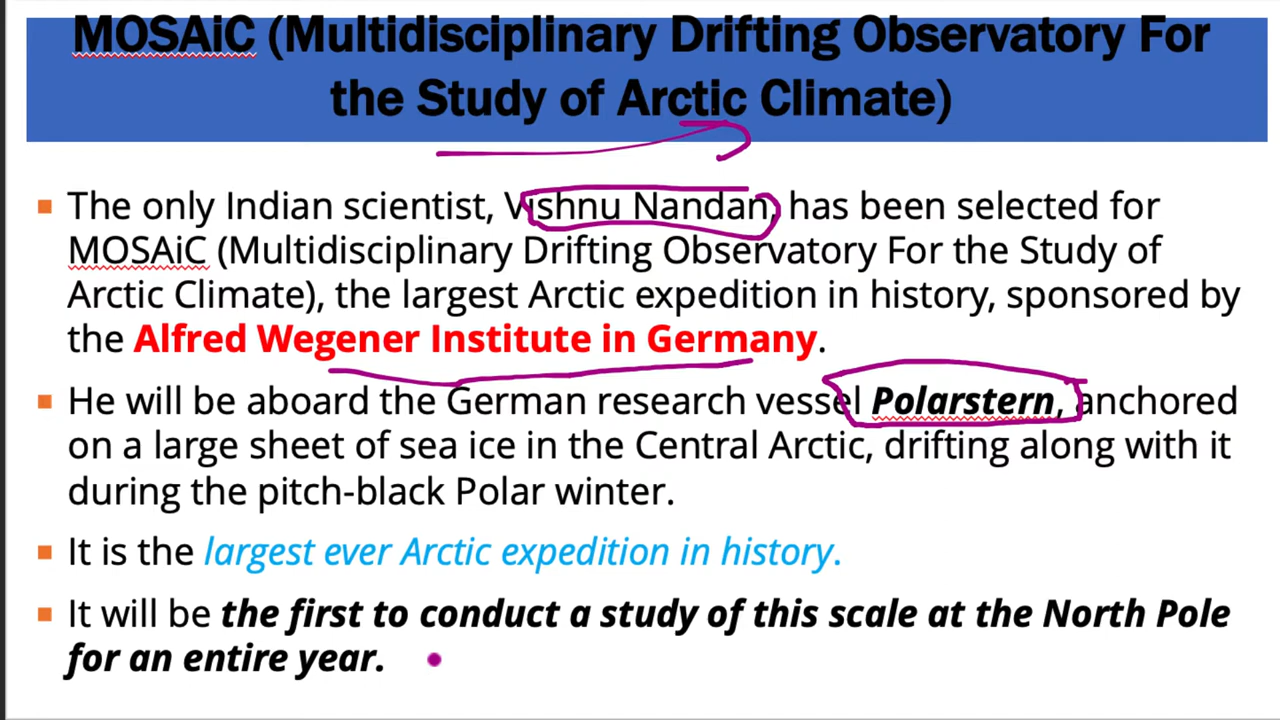 MOSAiC (Multidisciplinary Drifting Observatory For
the Study of Arctic Climate)
The only Indian scientist, Vishnu Nandan, has been selected for
MOSAiC (Multidisciplinary Drifting Observatory For the Study of
Arctic Climate), the largest Arctic expedition in history, sponsored by
the Alfred Wegener Institute in Germany.
He will be aboard the German research vessel Polarstern, anchored
on a large sheet of sea ice in the Central Arctic, drifting along with it
during the pitch-black Polar winter.
It is the largest ever Arctic expedition in history.
It will be the first to conduct a study of this scale at the North Pole
for an entire year.